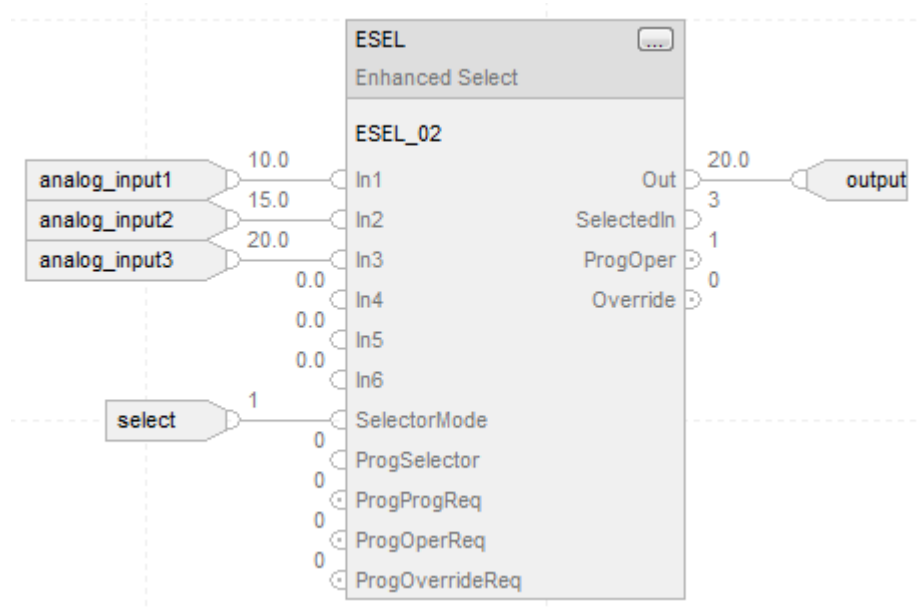 ESEL ...
Enhanced Select
ESEL_02
analog_input1 10.0 In1 Out 20.0 output
analog_input2 15.0 In2 SelectedIn 3
analog_input3 20.0 In3 ProgOper 1
0.0 In4 Override 0
0.0 In5
0.0 In6
select 1 SelectorMode
0 ProgSelector
0 ProgProgReq
0 ProgOperReq
0 ProgOverrideReq